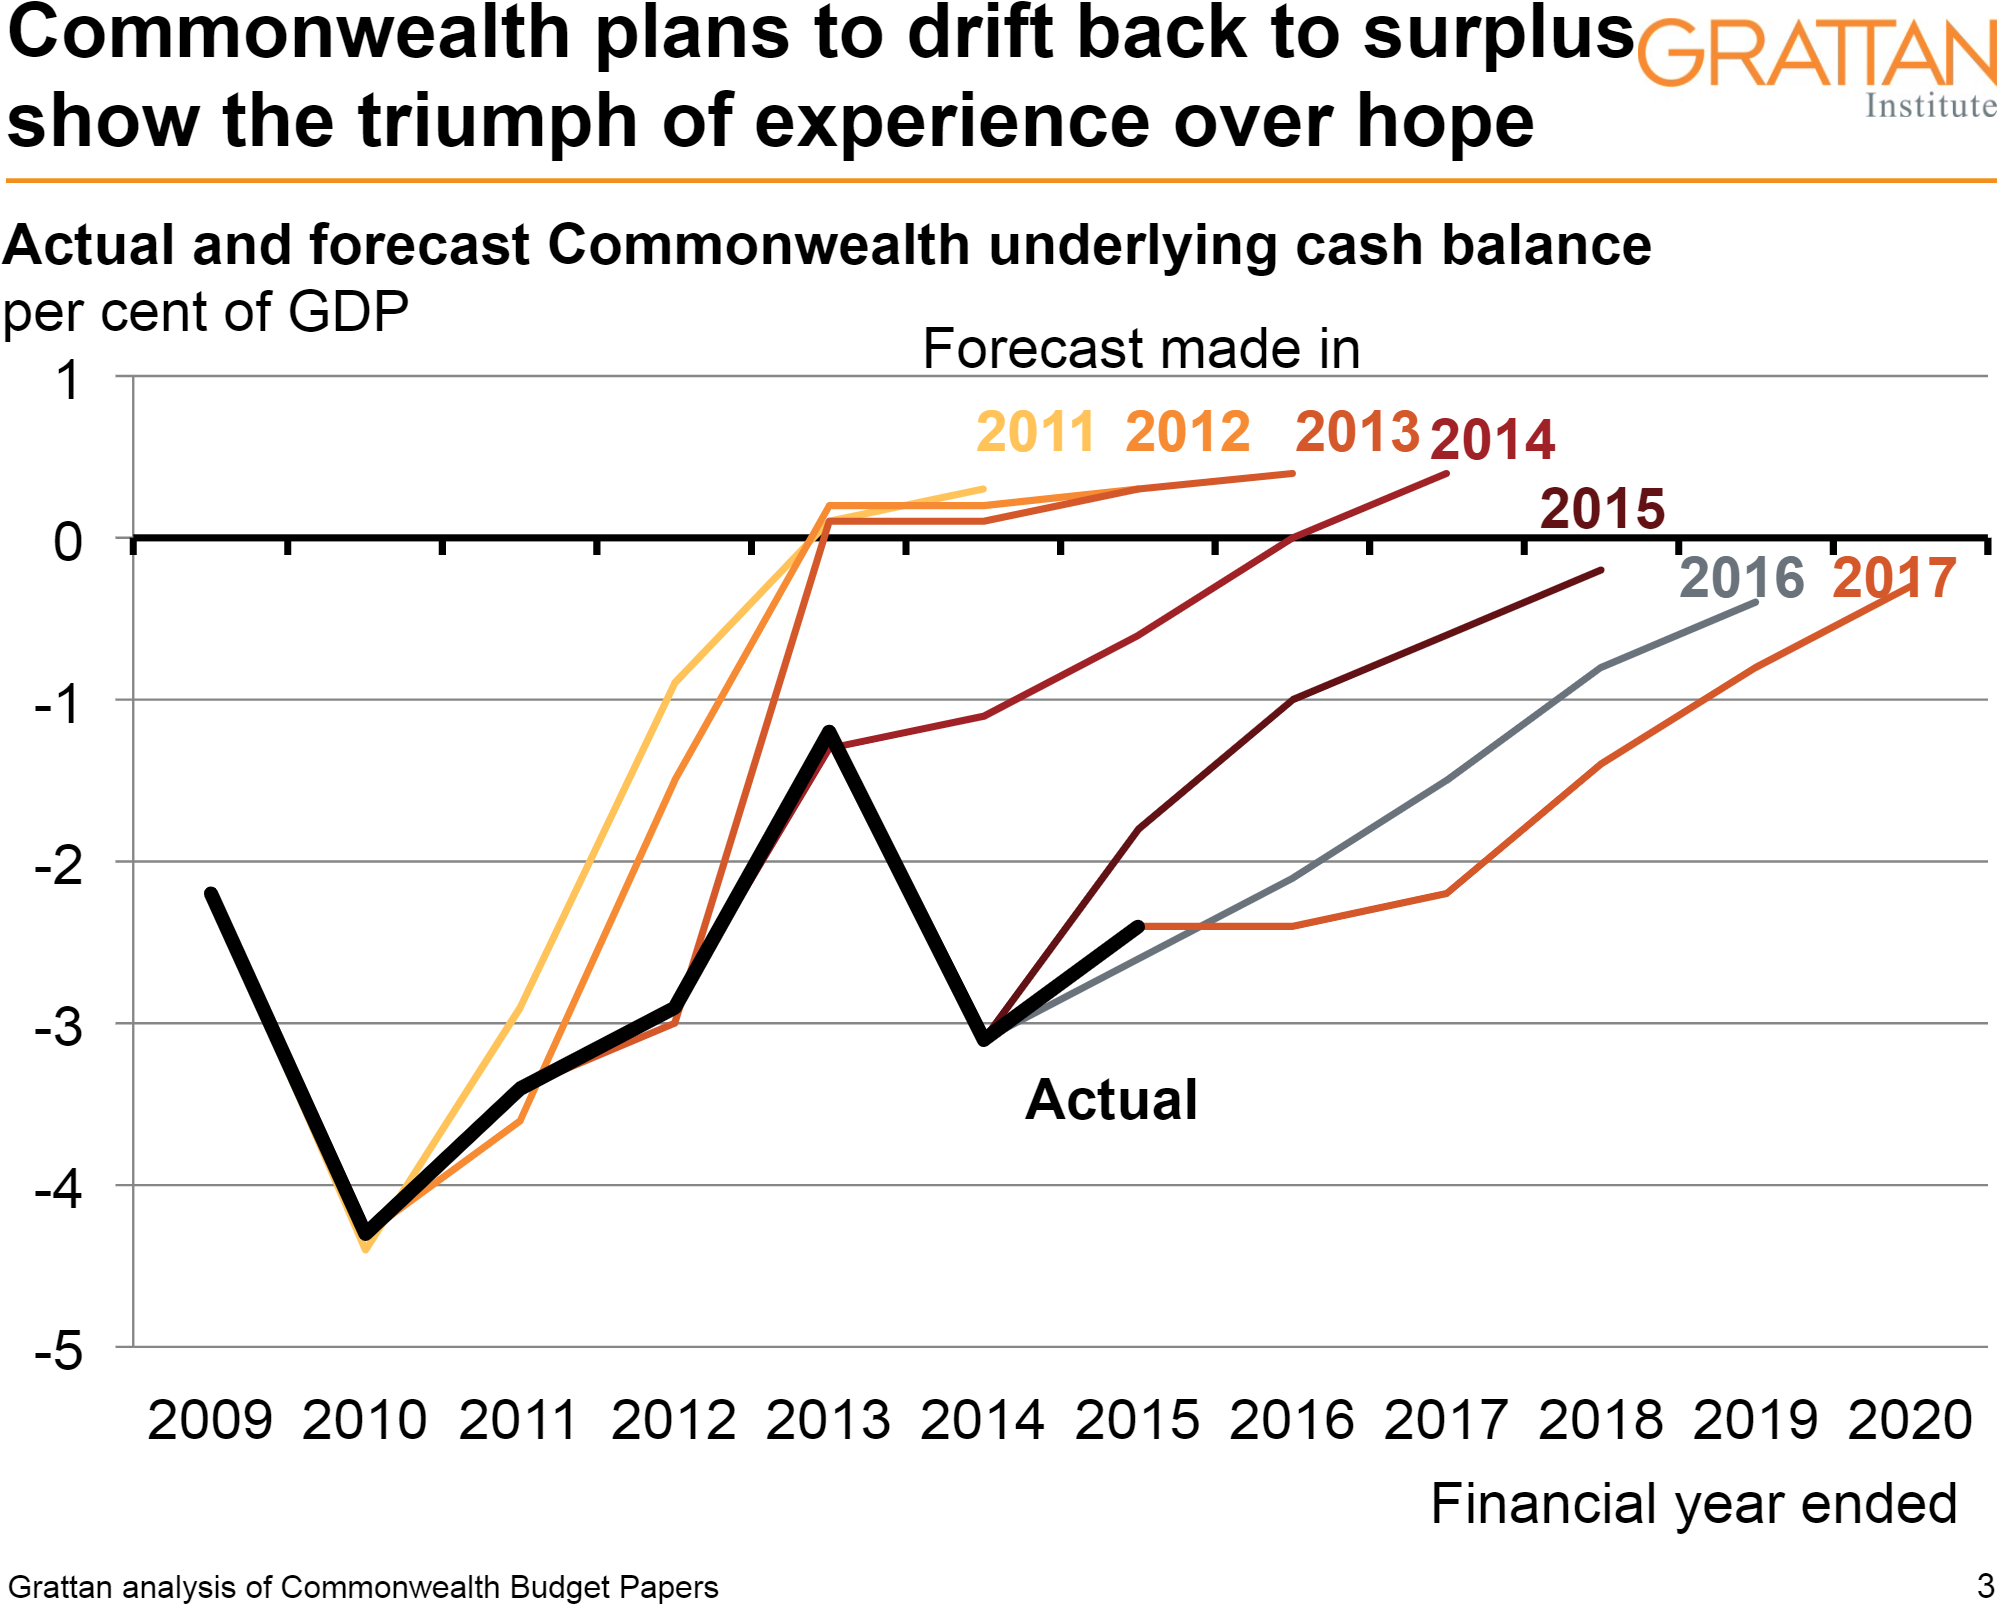 Commonwealth plans to drift back to surplus
show the triumph of experience over hope
GRATTAN
Institute
Actual and forecast Commonwealth underlying cash balance
per cent of GDP
Forecast made in
2011 2012 2013 2014
2015
2016 2017
1
0
-1
-2
-3
-4
-5
Actual
2009 2010 2011 2012 2013 2014 2015 2016 2017 2018 2019 2020
Financial year ended
Grattan analysis of Commonwealth Budget Papers
3